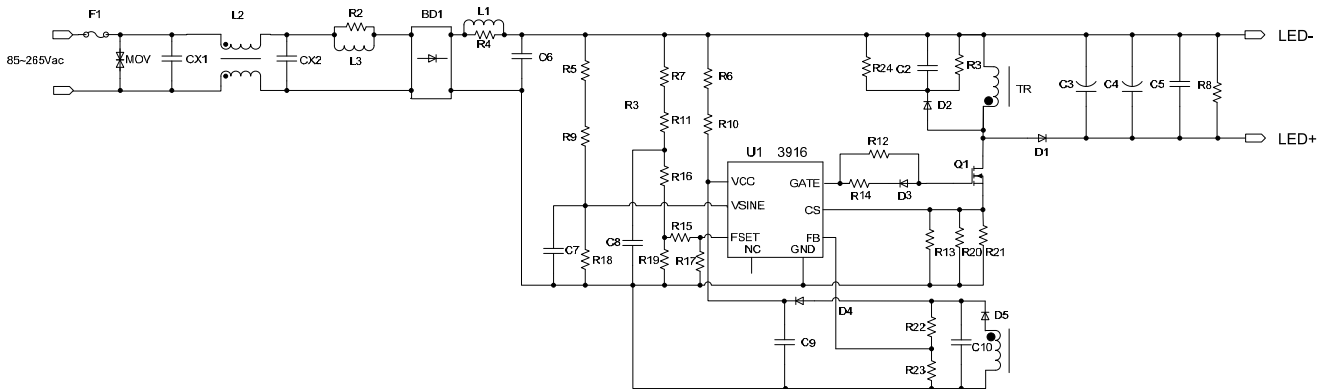 F1
L2
R2
BD1
L1
LED-
85~265Vac
MOV
CX1
CX2
L3
R4
C6
R5
R7
R6
R24
C2
R3
TR
C3
C4
C5
R8
D2
R3
R11
R10
R9
D1
LED+
U1 3916
R12
Q1
R16
VCC
GATE
R14
D3
VSINE
CS
R15
FSET
FB
C7
C8
NC
GND
R18
R19
R17
R13
R20
R21
D4
D5
R22
C9
C10
R23